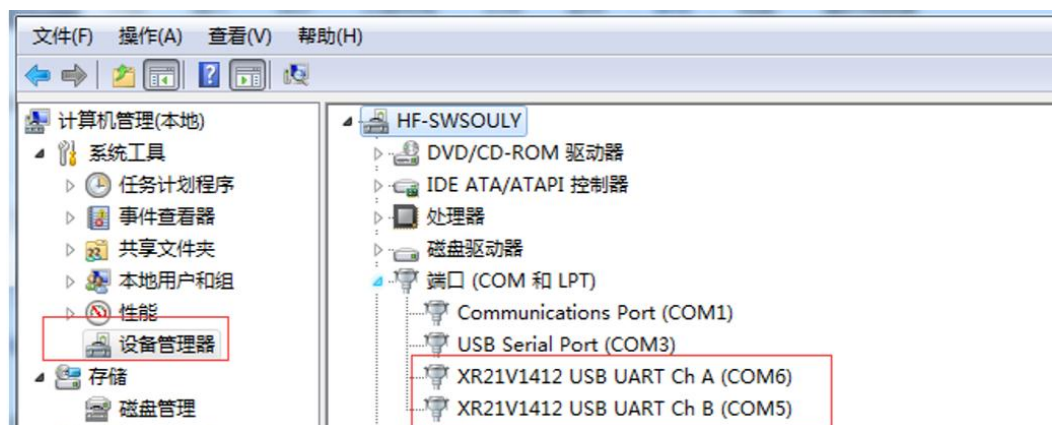 文件(F) 操作(A) 查看(V) 帮助(H)
计算机管理(本地)
系统工具
任务计划程序
事件查看器
共享文件夹
本地用户和组
性能
设备管理器
存储
磁盘管理
HF-SWSOULY
DVD/CD-ROM 驱动器
IDE ATA/ATAPI 控制器
处理器
磁盘驱动器
端口 (COM 和 LPT)
Communications Port (COM1)
USB Serial Port (COM3)
XR21V1412 USB UART Ch A (COM6)
XR21V1412 USB UART Ch B (COM5)